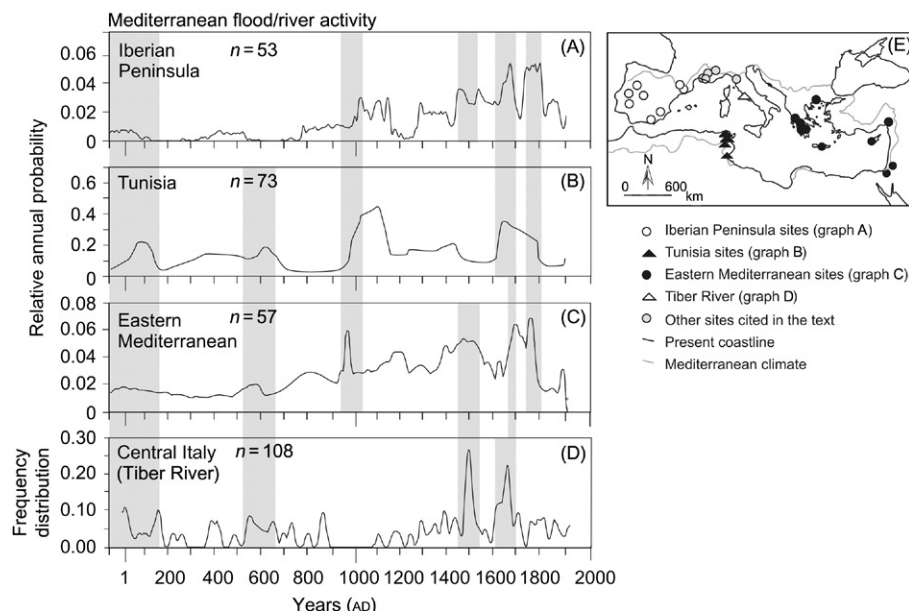 Mediterranean flood/river activity
Relative annual probability
0.06
0.04
0.02
0
Iberian
Peninsula
n = 53
(A)
0.6
0.4
0.2
0
Tunisia
n = 73
(B)
0.08
0.06
0.04
0.02
0
Eastern
Mediterranean
n = 57
(C)
Frequency
distribution
0.30
0.20
0.10
0.00
Central Italy
(Tiber River)
n = 108
(D)
1 200 400 600 800 1000 1200 1400 1600 1800 2000
Years (AD)
(E)
N
0 600
km
Iberian Peninsula sites (graph A)
Tunisia sites (graph B)
Eastern Mediterranean sites (graph C)
Tiber River (graph D)
Other sites cited in the text
Present coastline
Mediterranean climate